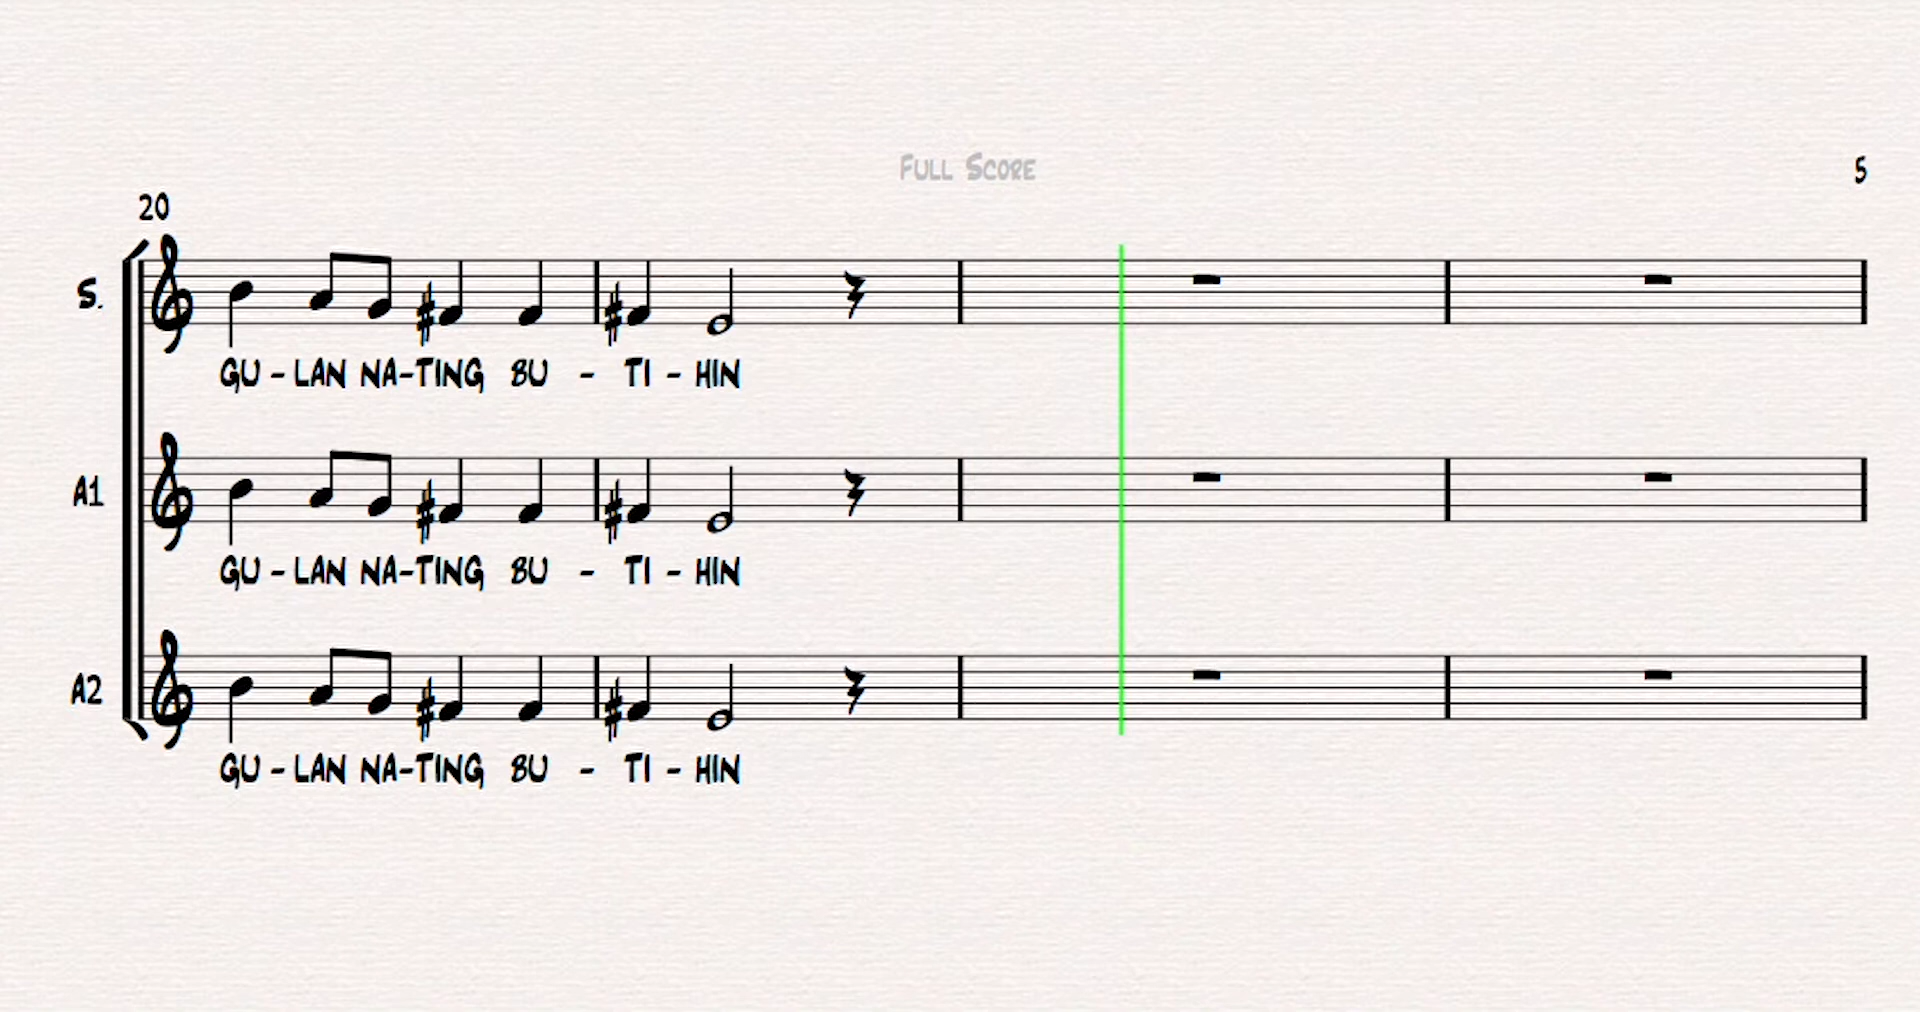 FULL SCORE
5
20
S.
GU - LAN NA-TING BU - TI - HIN
A1
GU - LAN NA-TING BU - TI - HIN
A2
GU - LAN NA-TING BU - TI - HIN